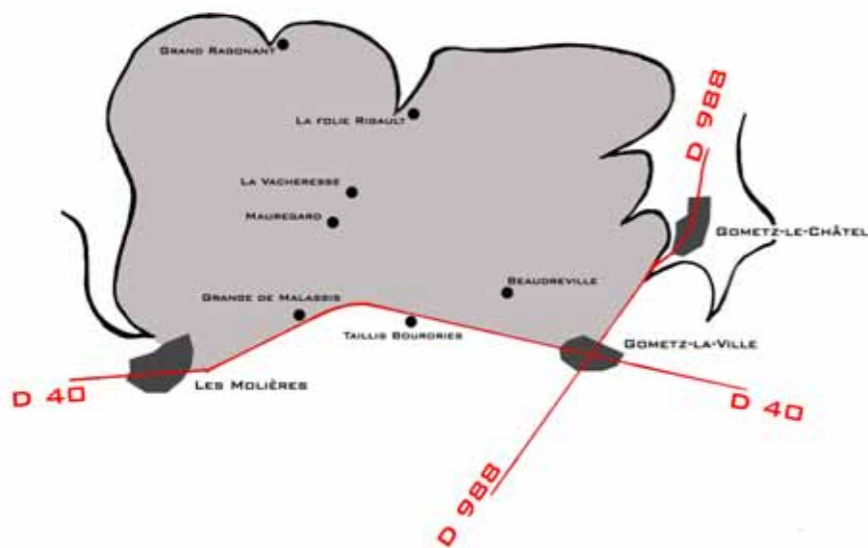 Grand Ragonant
D 988
La folie Rigault
La Vacheresse
Mauregard
Gometz-le-Châtel
Beaudreville
Grange de Malassis
Taillis Bourdries
Gometz-la-Ville
Les Molières
D 40
D 40
D 988